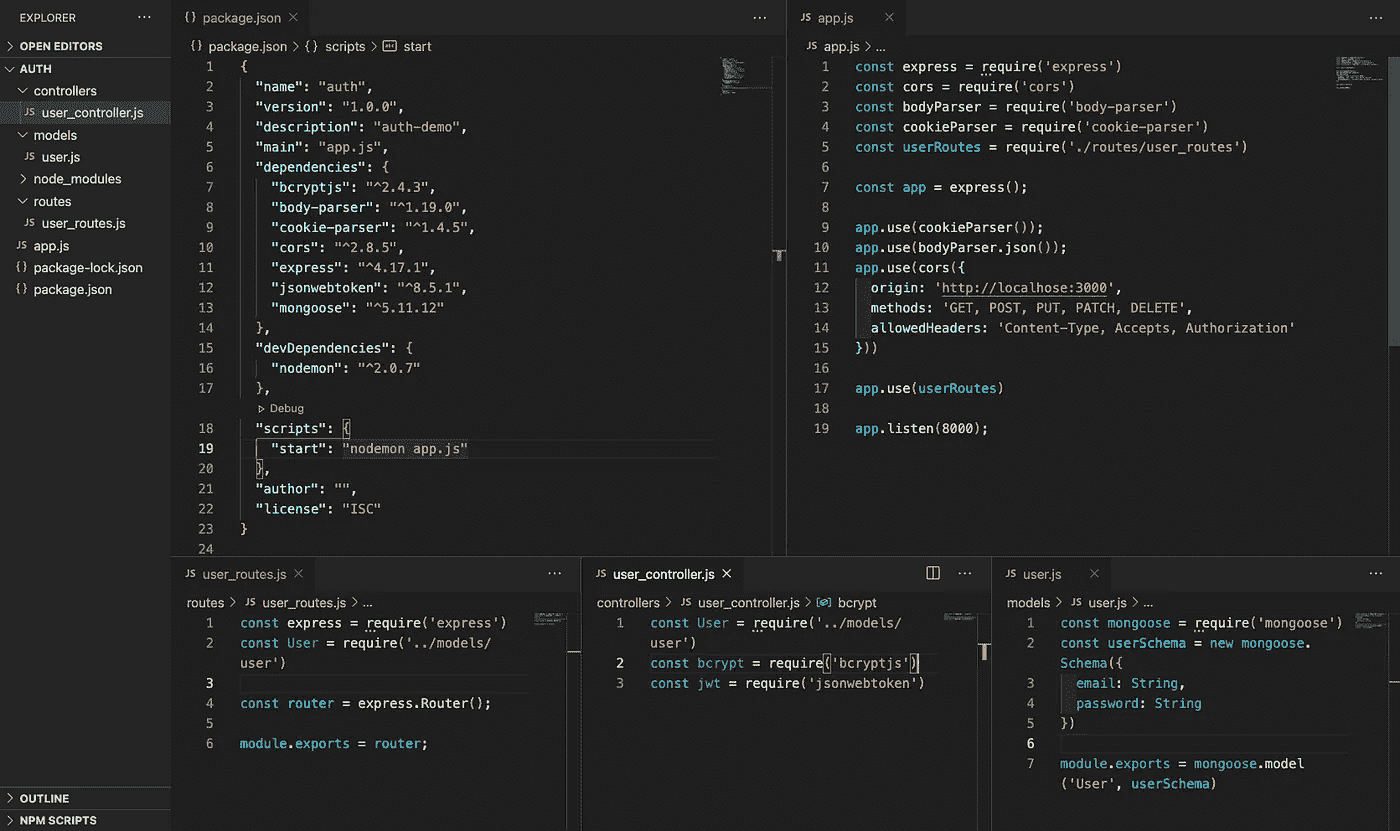 EXPLORER
OPEN EDITORS
AUTH
controllers
JS user_controller.js
models
JS user.js
node_modules
routes
JS user_routes.js
JS app.js
{} package-lock.json
{} package.json
OUTLINE
NPM SCRIPTS
{} package.json
{} package.json > {} scripts > abc start
1 {
2 "name": "auth",
3 "version": "1.0.0",
4 "description": "auth-demo",
5 "main": "app.js",
6 "dependencies": {
7 "bcryptjs": "^2.4.3",
8 "body-parser": "^1.19.0",
9 "cookie-parser": "^1.4.5",
10 "cors": "^2.8.5",
11 "express": "^4.17.1",
12 "jsonwebtoken": "^8.5.1",
13 "mongoose": "^5.11.12"
14 },
15 "devDependencies": {
16 "nodemon": "^2.0.7"
17 },
Debug
18 "scripts": {
19 "start": "nodemon app.js"
20 },
21 "author": "",
22 "license": "ISC"
23 }
24
JS app.js
JS app.js > ...
1 const express = require('express')
2 const cors = require('cors')
3 const bodyParser = require('body-parser')
4 const cookieParser = require('cookie-parser')
5 const userRoutes = require('./routes/user_routes')
6
7 const app = express();
8
9 app.use(cookieParser());
10 app.use(bodyParser.json());
11 app.use(cors({
12 origin: 'http://localhose:3000',
13 methods: 'GET, POST, PUT, PATCH, DELETE',
14 allowedHeaders: 'Content-Type, Accepts, Authorization'
15 }))
16
17 app.use(userRoutes)
18
19 app.listen(8000);
JS user_routes.js
routes > JS user_routes.js > ...
1 const express = require('express')
2 const User = require('../models/
user')
3
4 const router = express.Router();
5
6 module.exports = router;
JS user_controller.js
controllers > JS user_controller.js > bcrypt
1 const User = require('../models/
user')
2 const bcrypt = require('bcryptjs')
3 const jwt = require('jsonwebtoken')
JS user.js
models > JS user.js > ...
1 const mongoose = require('mongoose')
2 const userSchema = new mongoose.
Schema({
3 email: String,
4 password: String
5 })
6
7 module.exports = mongoose.model
('User', userSchema)